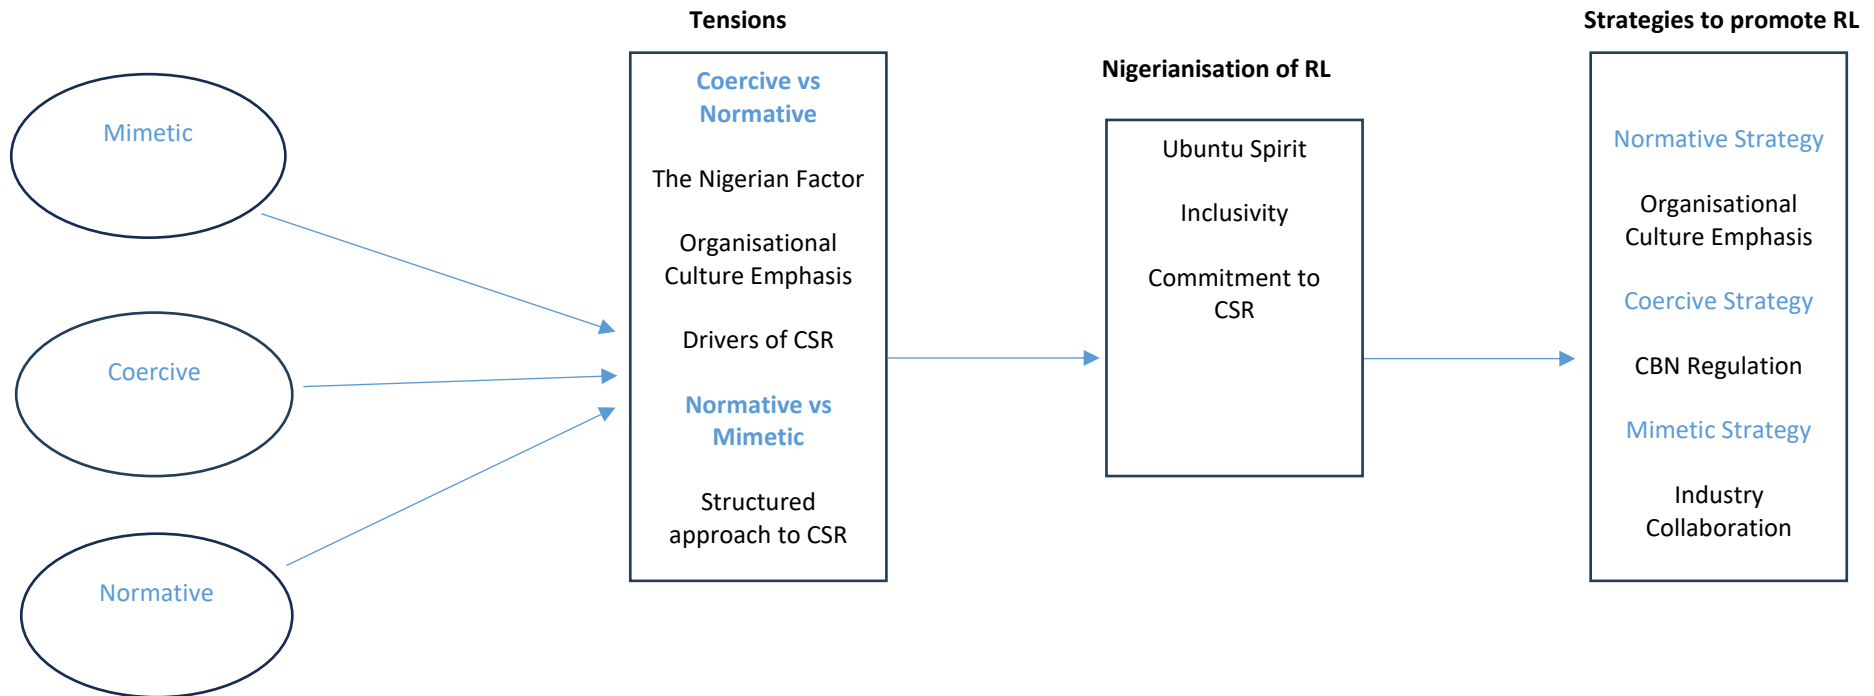 Mimetic
Coercive
Normative
Tensions
Coercive vs
Normative
The Nigerian Factor
Organisational
Culture Emphasis
Drivers of CSR
Normative vs
Mimetic
Structured
approach to CSR
Nigerianisation of RL
Ubuntu Spirit
Inclusivity
Commitment to
CSR
Strategies to promote RL
Normative Strategy
Organisational
Culture Emphasis
Coercive Strategy
CBN Regulation
Mimetic Strategy
Industry
Collaboration